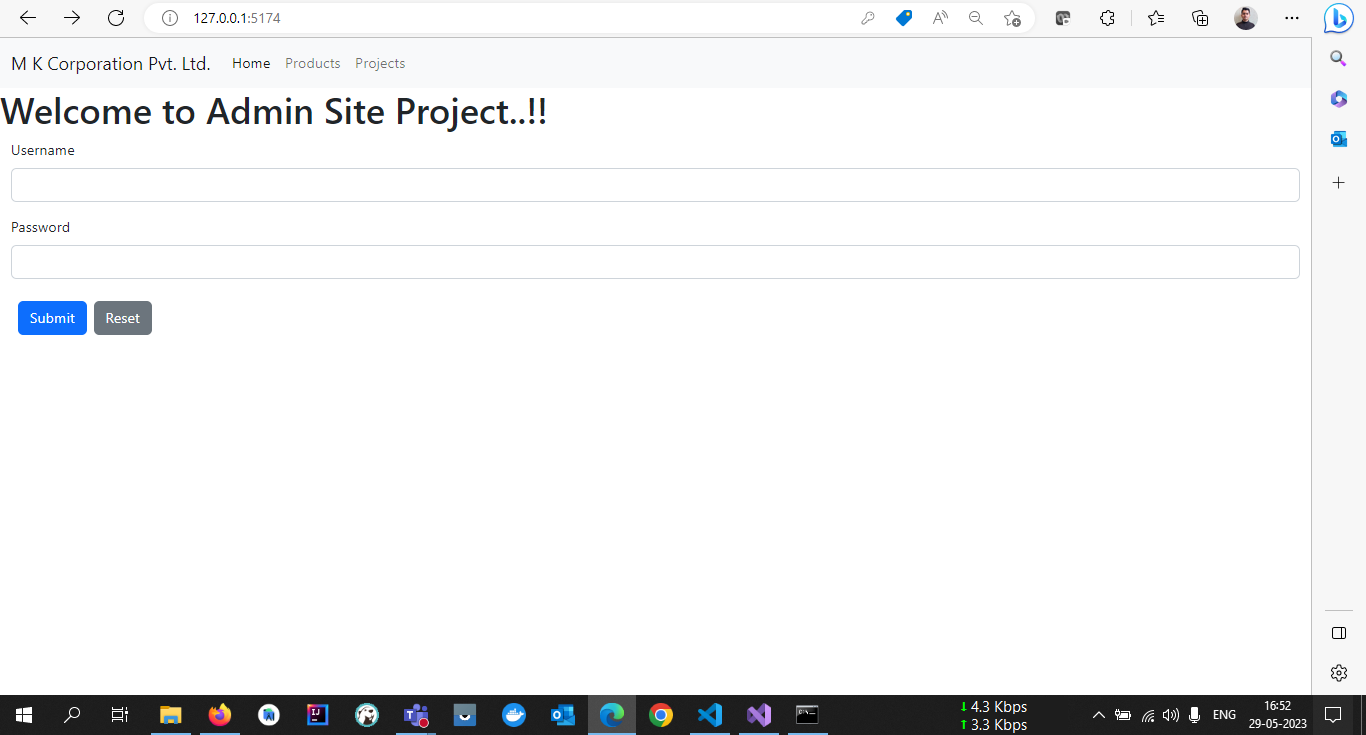 127.0.0.1:5174
M K Corporation Pvt. Ltd. Home Products Projects
Welcome to Admin Site Project..!!
Username
Password
Submit Reset
↓ 4.3 Kbps
↑ 3.3 Kbps
ENG
16:52
29-05-2023